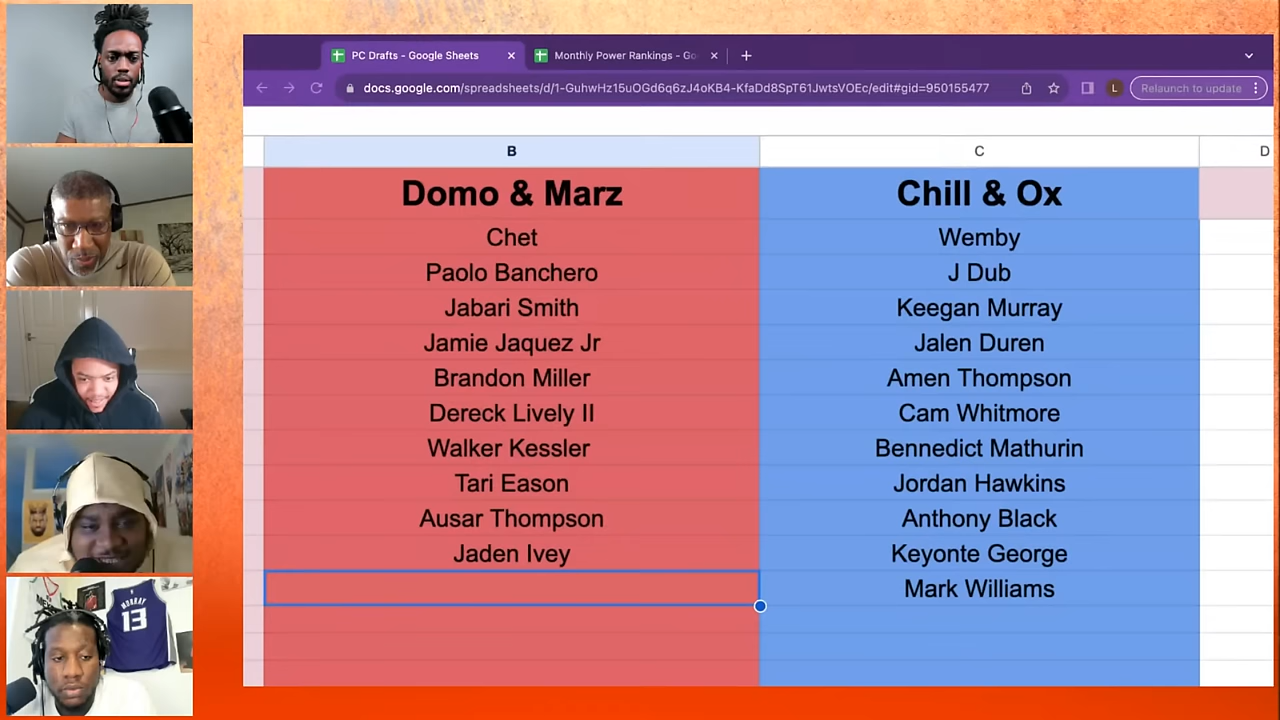 PC Drafts - Google Sheets
Monthly Power Rankings - Go
docs.google.com/spreadsheets/d/1-GuhwHz15uOGd6q6zJ4oKB4-KfaDd8SpT61JwtsVOEc/edit#gid=950155477
L
Relaunch to update
B
C
D
Domo & Marz
Chill & Ox
Chet
Wemby
Paolo Banchero
J Dub
Jabari Smith
Keegan Murray
Jamie Jaquez Jr
Jalen Duren
Brandon Miller
Amen Thompson
Dereck Lively II
Cam Whitmore
Walker Kessler
Bennedict Mathurin
Tari Eason
Jordan Hawkins
Ausar Thompson
Anthony Black
Jaden Ivey
Keyonte George
Mark Williams
MURRAY
13